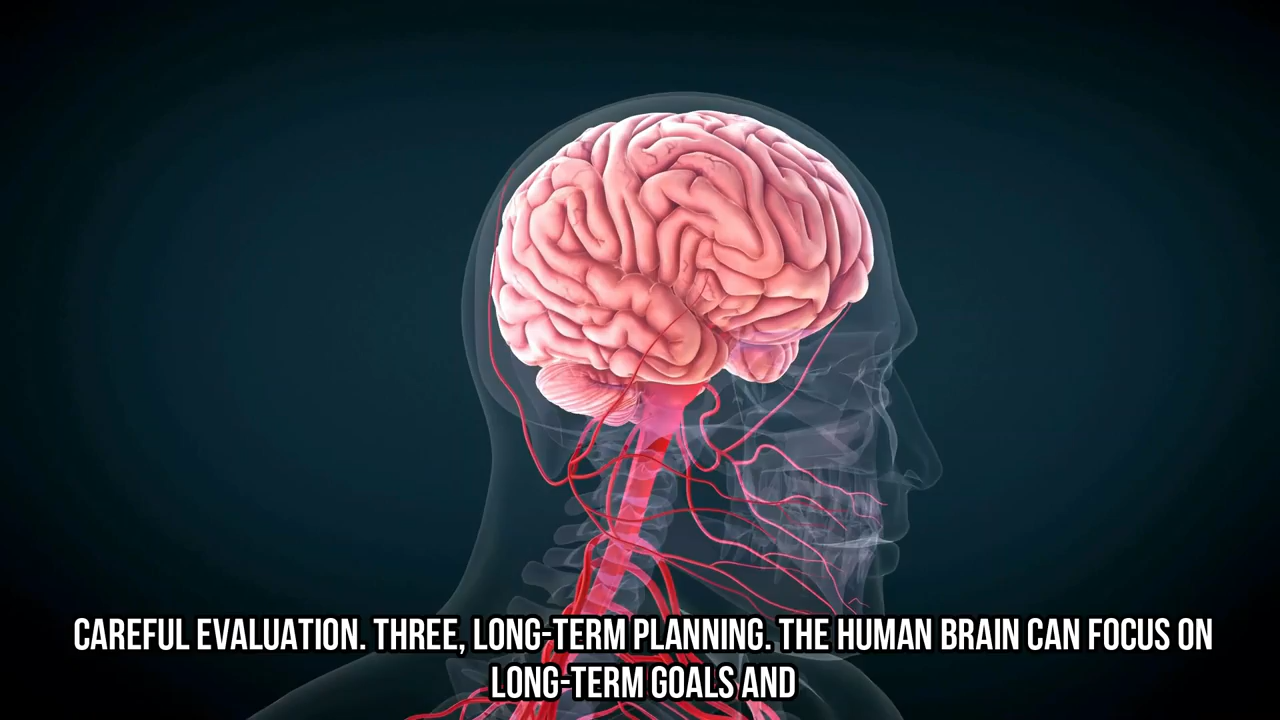 CAREFUL EVALUATION. THREE, LONG-TERM PLANNING. THE HUMAN BRAIN CAN FOCUS ON
LONG-TERM GOALS AND